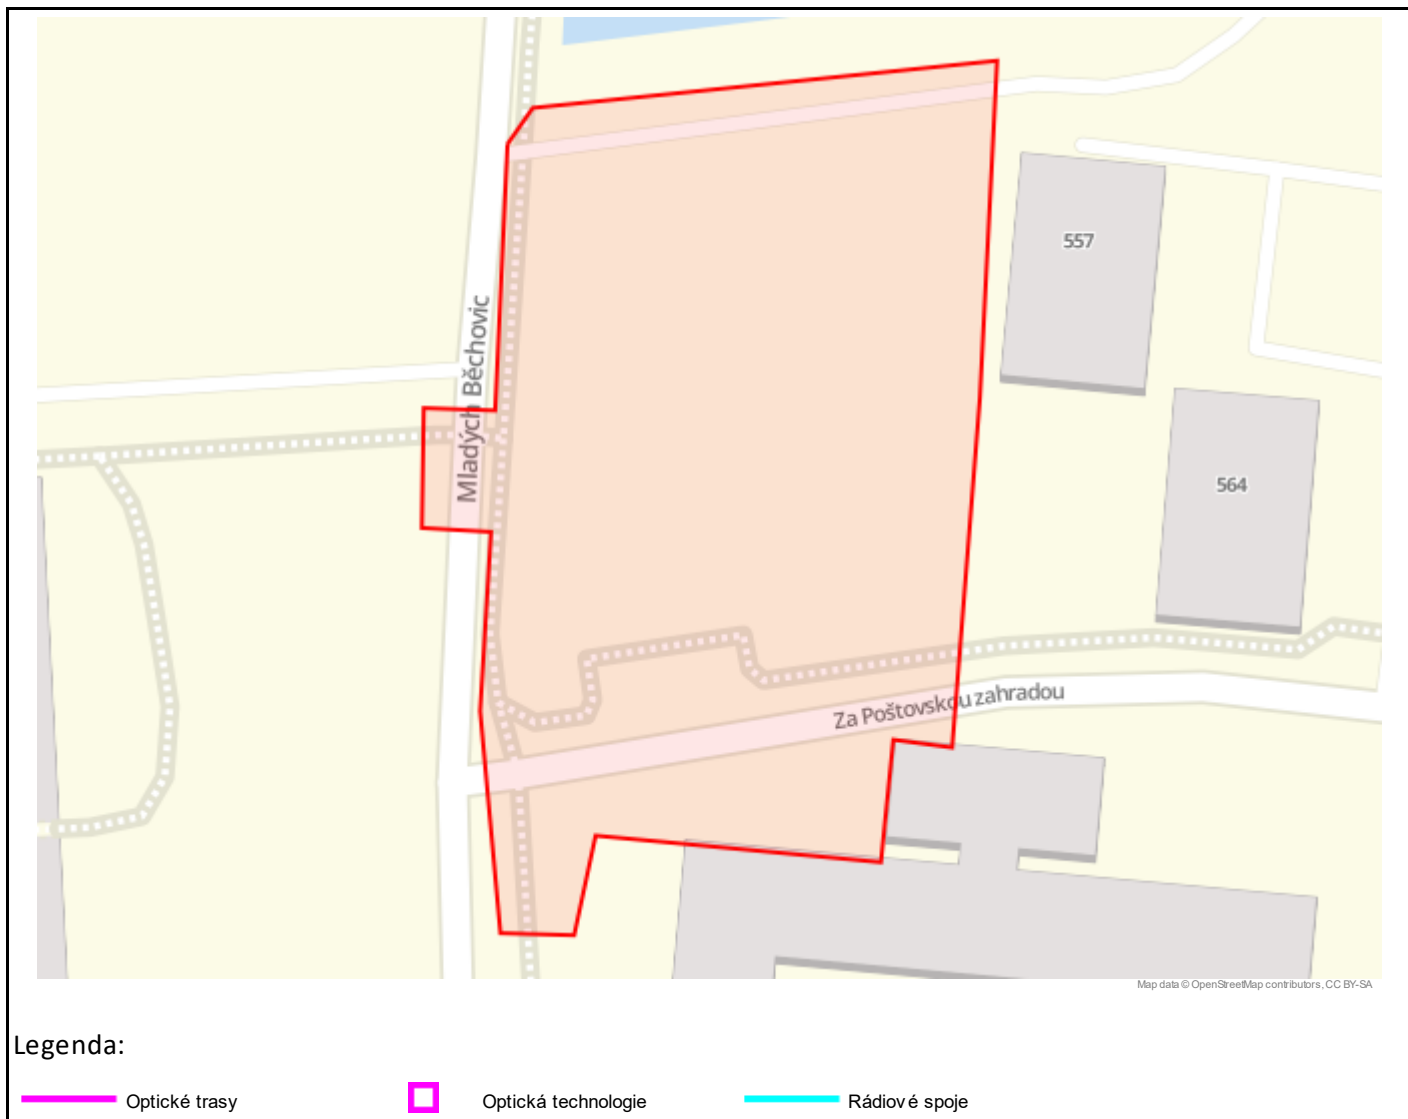 557
Mladých Běchovic
564
Za Poštovskou zahradou
Map data © OpenStreetMap contributors, CC BY-SA
Legenda:
Optické trasy
Optická technologie
Rádiové spoje